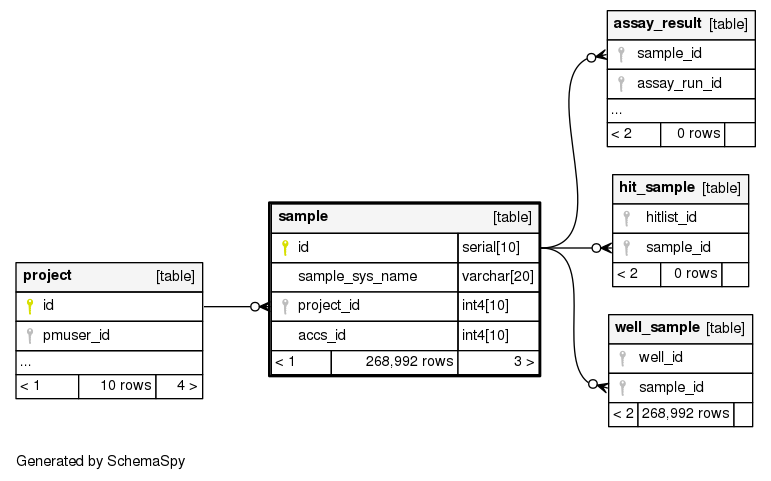 assay_result [table]
sample_id
assay_run_id
...
< 2 0 rows
hit_sample [table]
hitlist_id
sample_id
< 2 0 rows
sample [table]
id serial[10]
sample_sys_name varchar[20]
project_id int4[10]
accs_id int4[10]
< 1 268,992 rows 3 >
project [table]
id
pmuser_id
...
< 1 10 rows 4 >
well_sample [table]
well_id
sample_id
< 2 268,992 rows
Generated by SchemaSpy